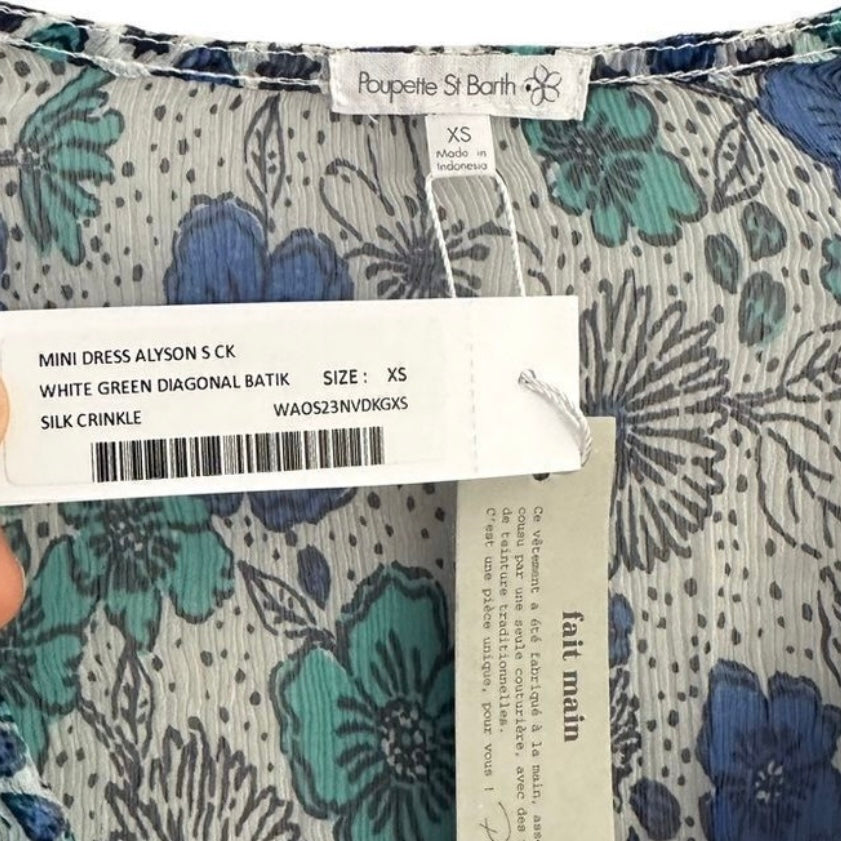 Poupette St Barth
XS
Made in
Indonesia
MINI DRESS ALYSON S CK
WHITE GREEN DIAGONAL BATIK SIZE : XS
SILK CRINKLE WAOS23NVDKGXS
fait main
Ce vêtement a été fabriqué à la main, ass
cousu par une seule couturière, avec des
de teinture traditionnelles.
C'est une pièce unique, pour vous !